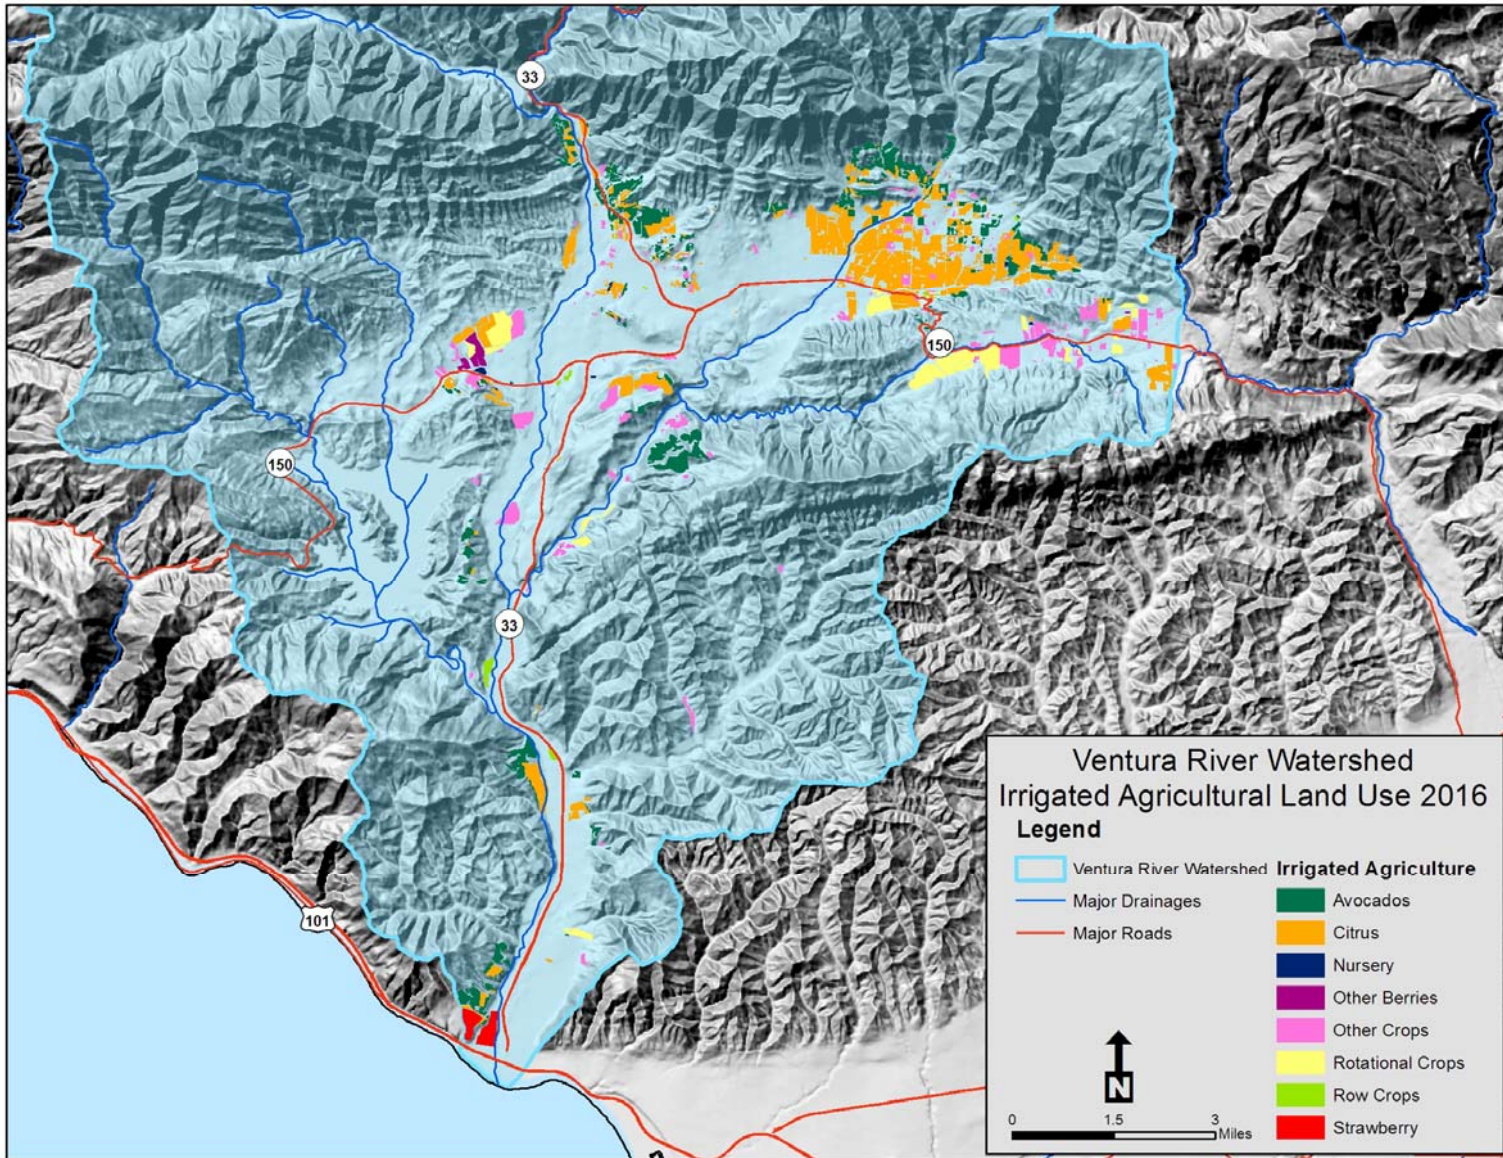 33
150
150
33
101
Ventura River Watershed
Irrigated Agricultural Land Use 2016
Legend
Ventura River Watershed
Major Drainages
Major Roads
Irrigated Agriculture
Avocados
Citrus
Nursery
Other Berries
Other Crops
Rotational Crops
Row Crops
Strawberry
N
0 1.5 3
Miles